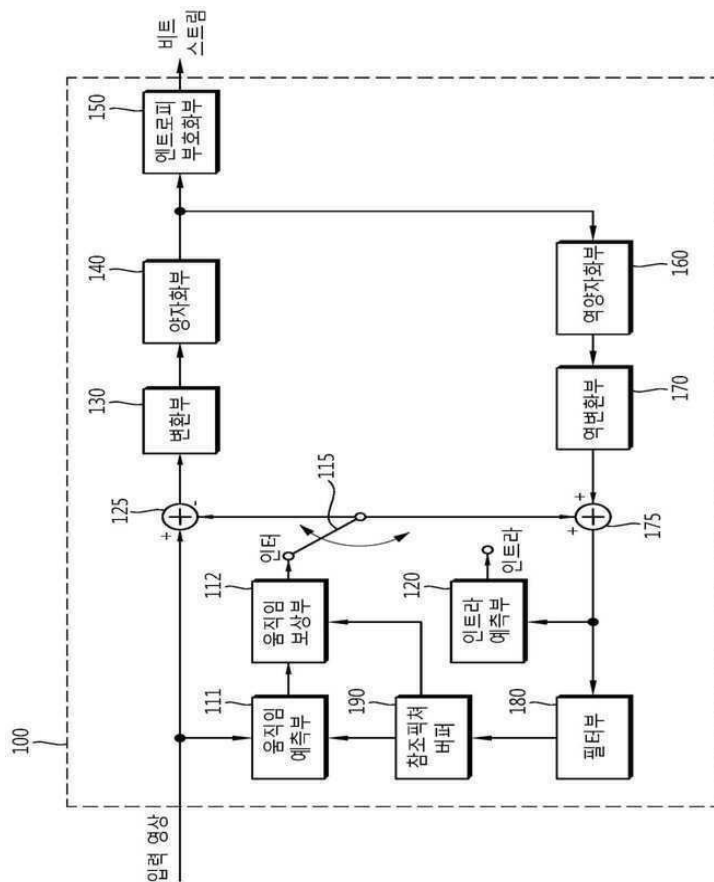 100
입력 영상
125
+
-
130
변환부
140
양자화부
150
엔트로피
부호화부
비트
스트림
111
움직임
예측부
112
움직임
보상부
인터
115
190
참조픽쳐
버퍼
120
인트라
예측부
인트라
180
필터부
+
+
175
170
역변환부
160
역양자화부